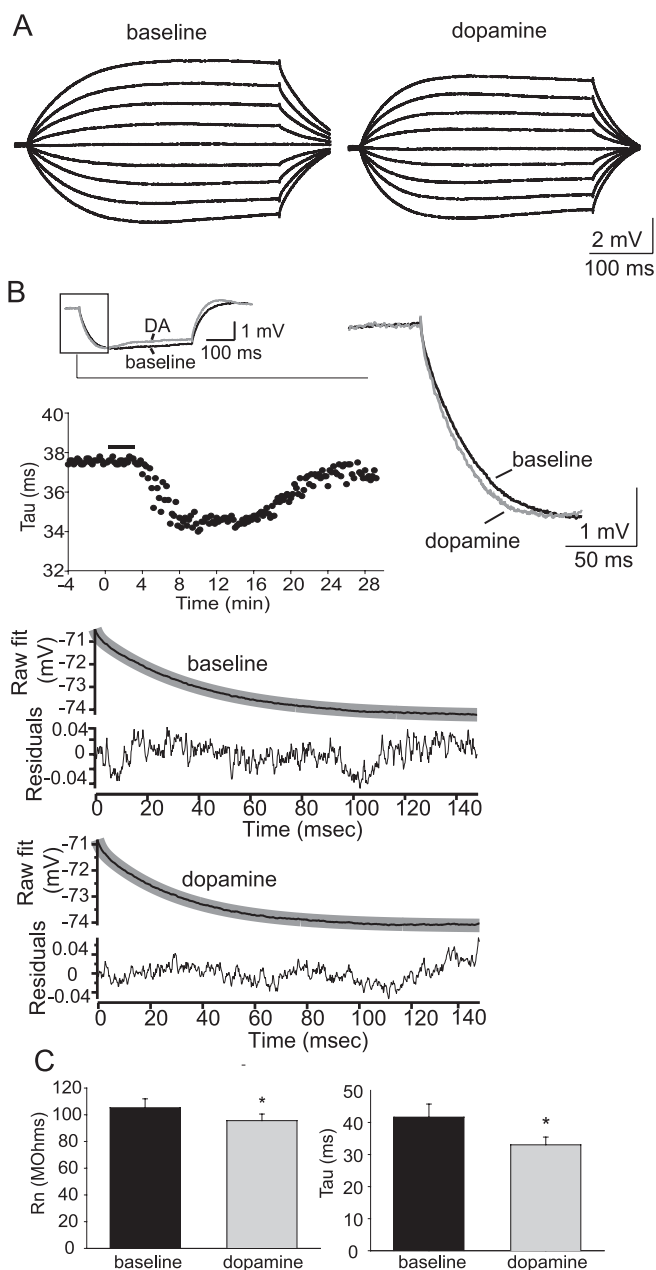 A
baseline
dopamine
2 mV
100 ms
B
DA
baseline
1 mV
100 ms
baseline
dopamine
1 mV
50 ms
40
38
36
34
32
Tau (ms)
-4 0 4 8 12 16 20 24 28
Time (min)
Raw fit
(mV)
-71
-72
-73
-74
baseline
Residuals
0.04
0
-0.04
0 20 40 60 80 100 120 140
Time (msec)
Raw fit
(mV)
-71
-72
-73
-74
dopamine
Residuals
0.04
0
-0.04
0 20 40 60 80 100 120 140
Time (msec)
C
Rn (MOhms)
120
100
80
60
40
20
0
*
baseline dopamine
Tau (ms)
50
40
30
20
10
0
*
baseline dopamine